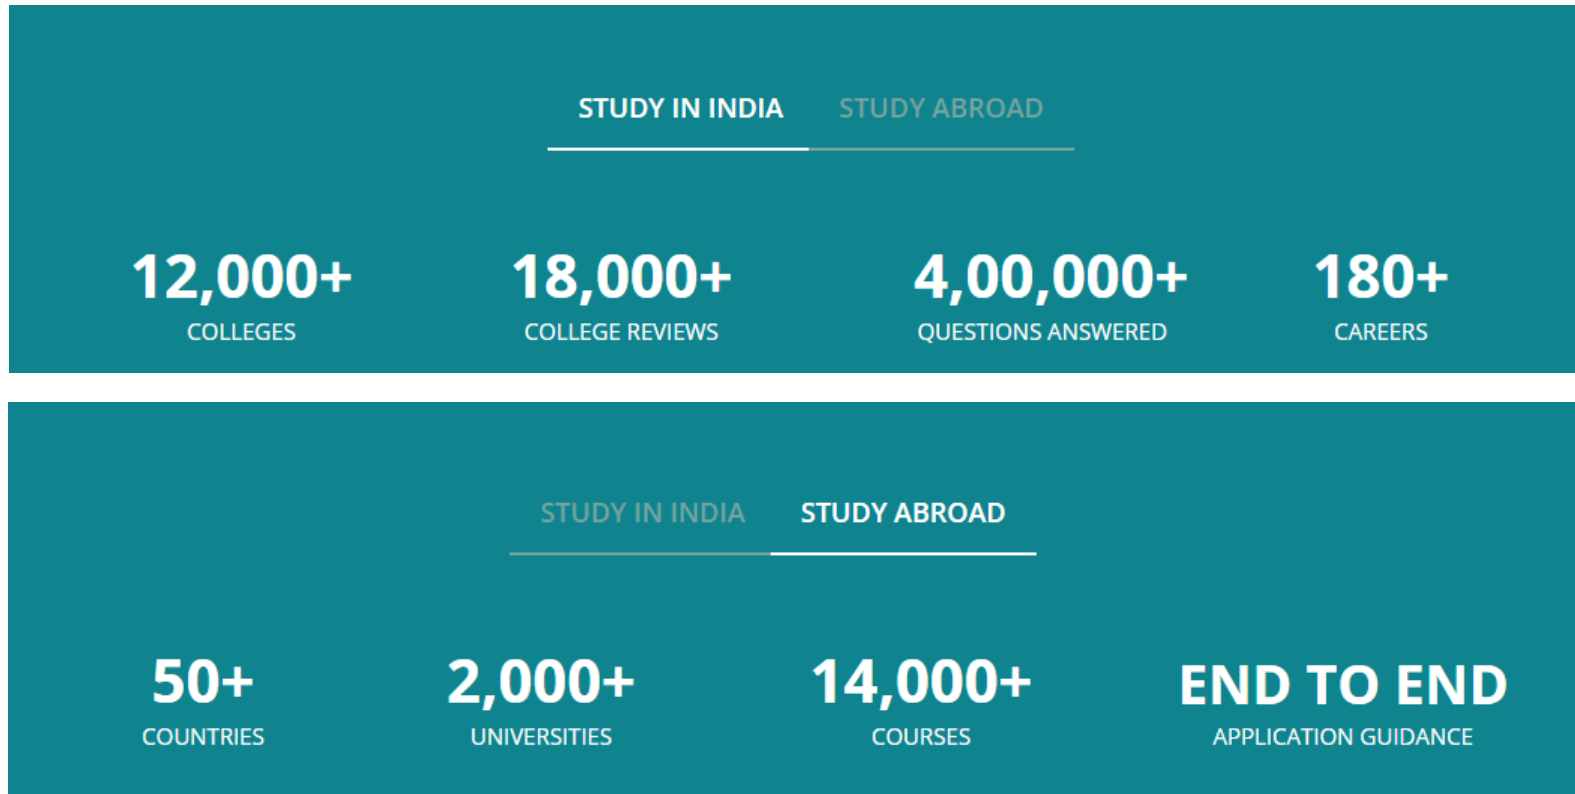 STUDY IN INDIA STUDY ABROAD
12,000+ 18,000+ 4,00,000+ 180+
COLLEGES COLLEGE REVIEWS QUESTIONS ANSWERED CAREERS
STUDY IN INDIA STUDY ABROAD
50+ 2,000+ 14,000+ END TO END
COUNTRIES UNIVERSITIES COURSES APPLICATION GUIDANCE